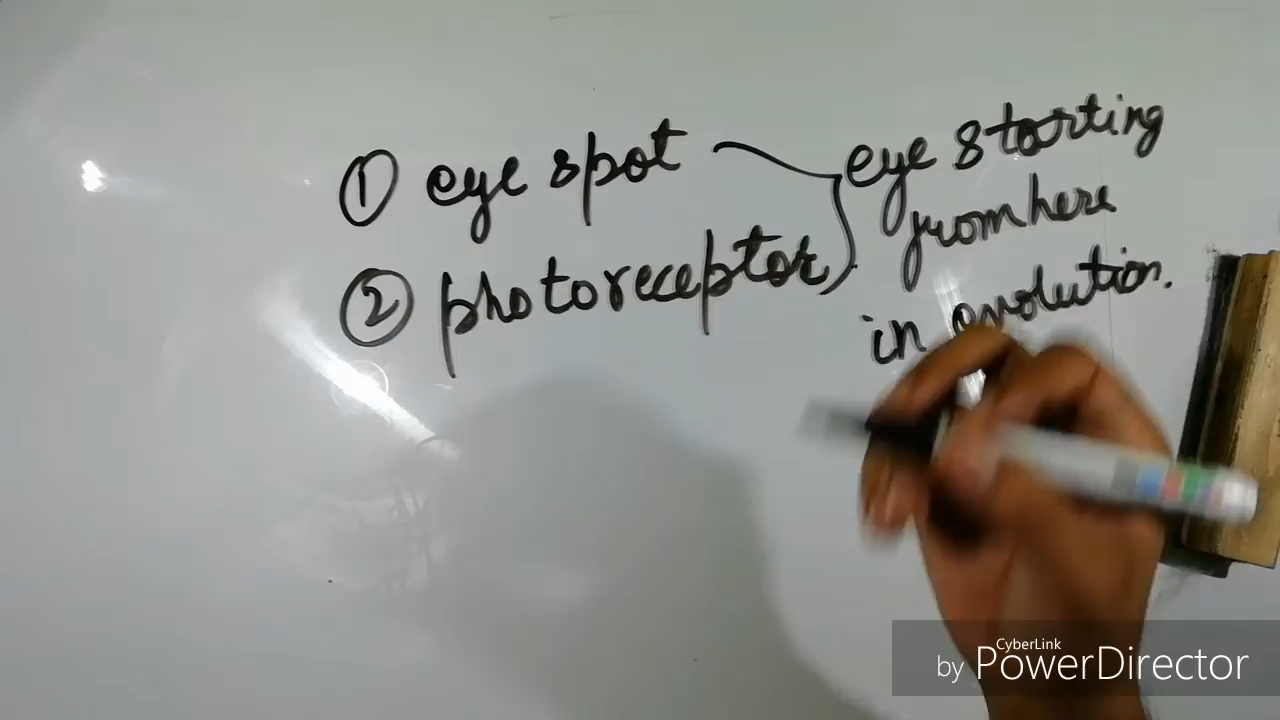 ① eye spot
② photoreceptor
eye starting
from here
in evolution.
CyberLink
by PowerDirector